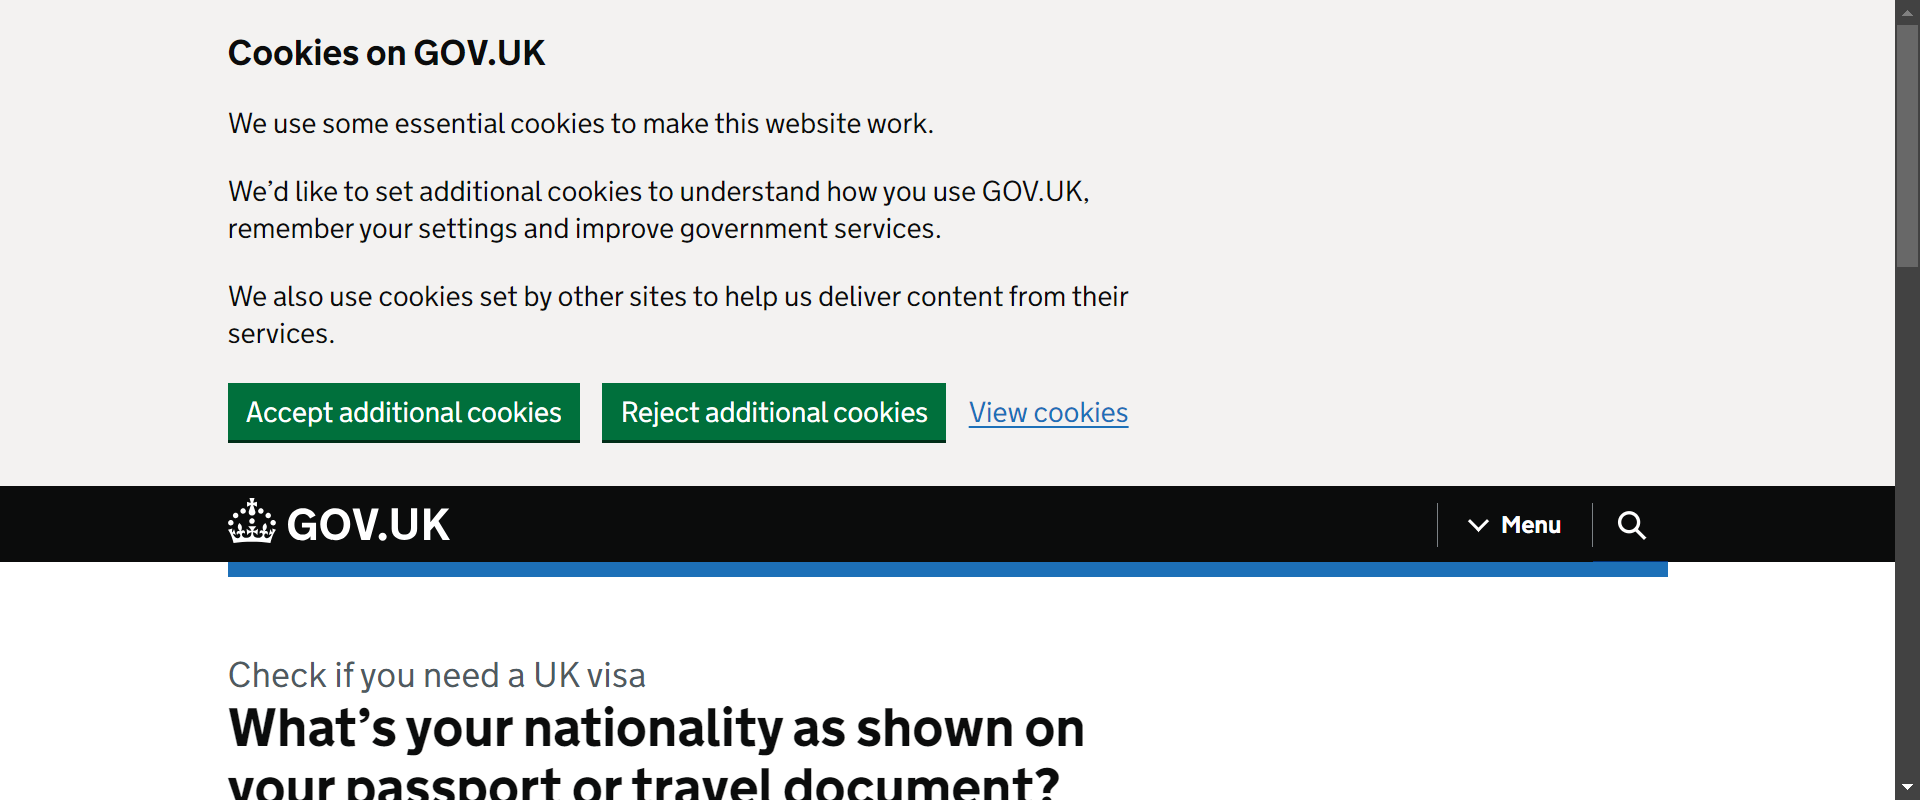 Cookies on GOV.UK
We use some essential cookies to make this website work.
We’d like to set additional cookies to understand how you use GOV.UK,
remember your settings and improve government services.
We also use cookies set by other sites to help us deliver content from their
services.
Accept additional cookies
Reject additional cookies
View cookies
GOV.UK
Menu
Check if you need a UK visa
What’s your nationality as shown on
your passport or travel document?